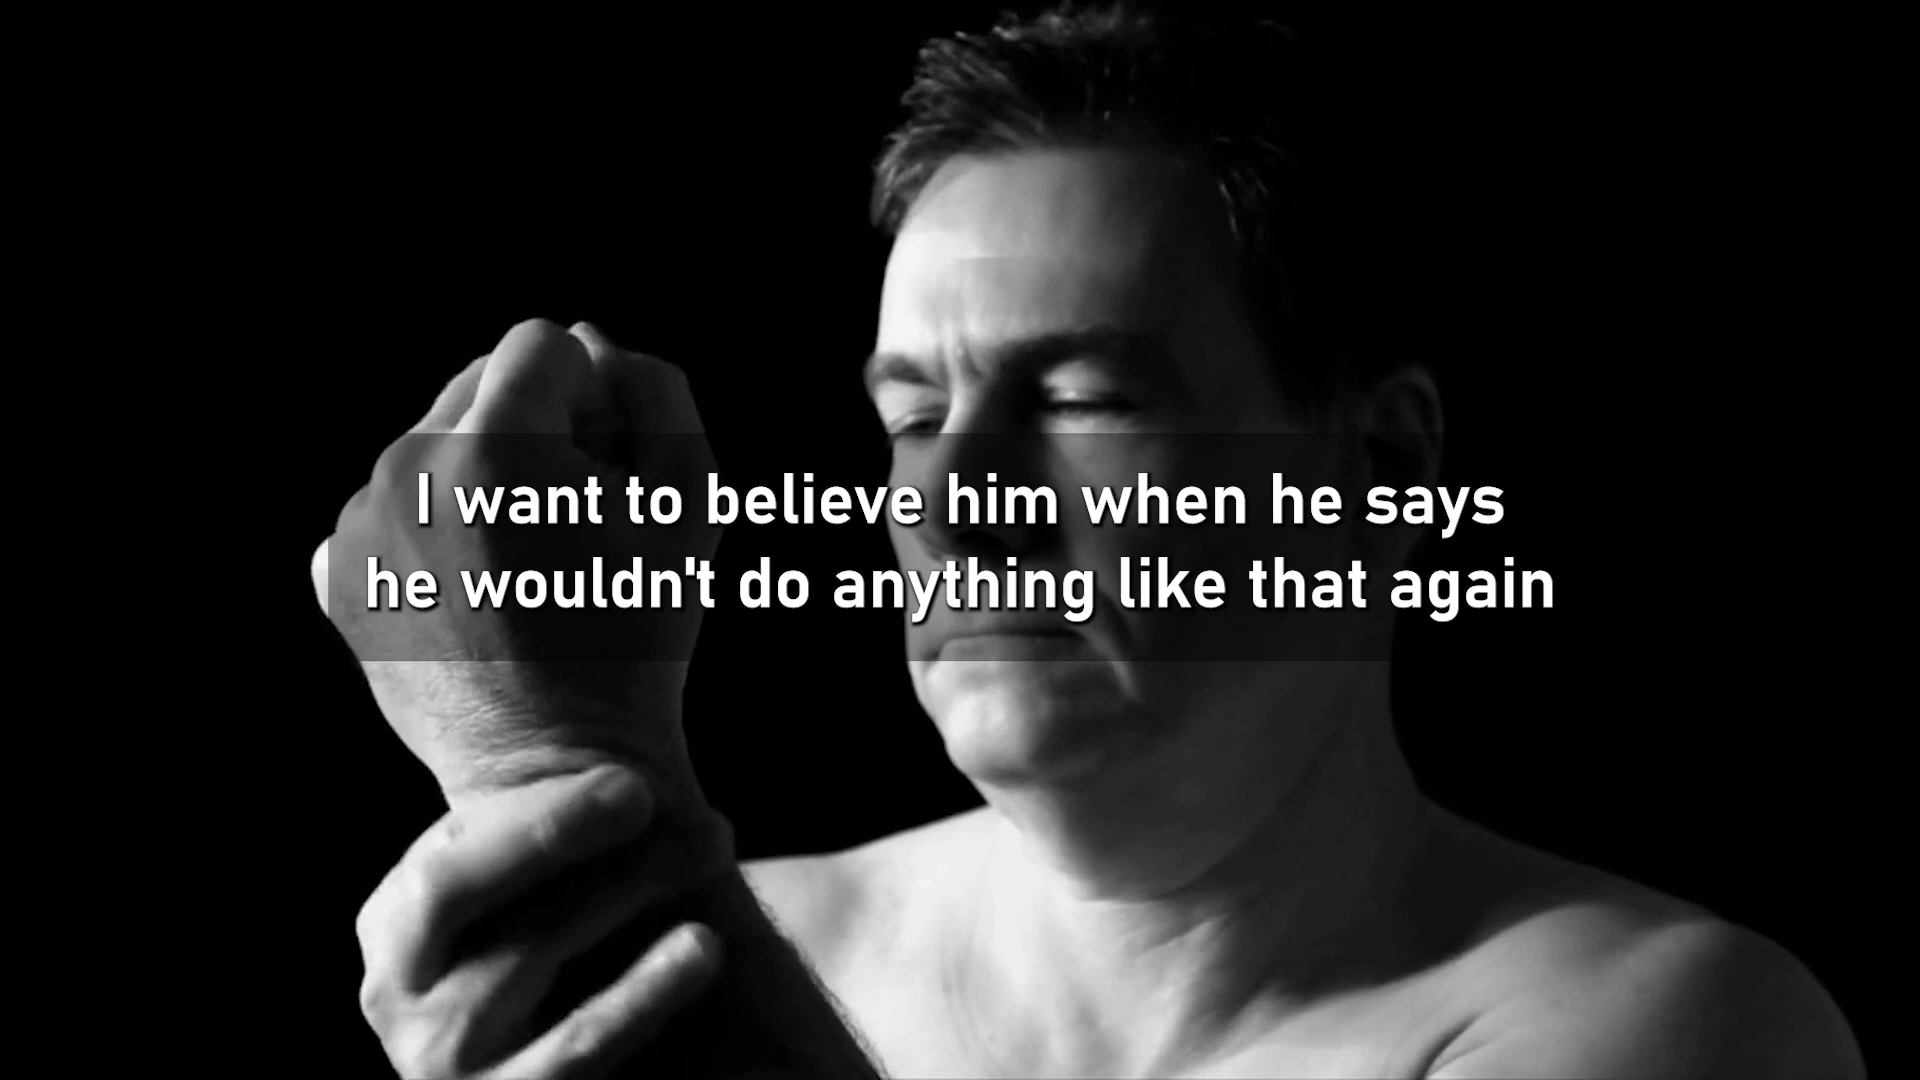 I want to believe him when he says
he wouldn't do anything like that again